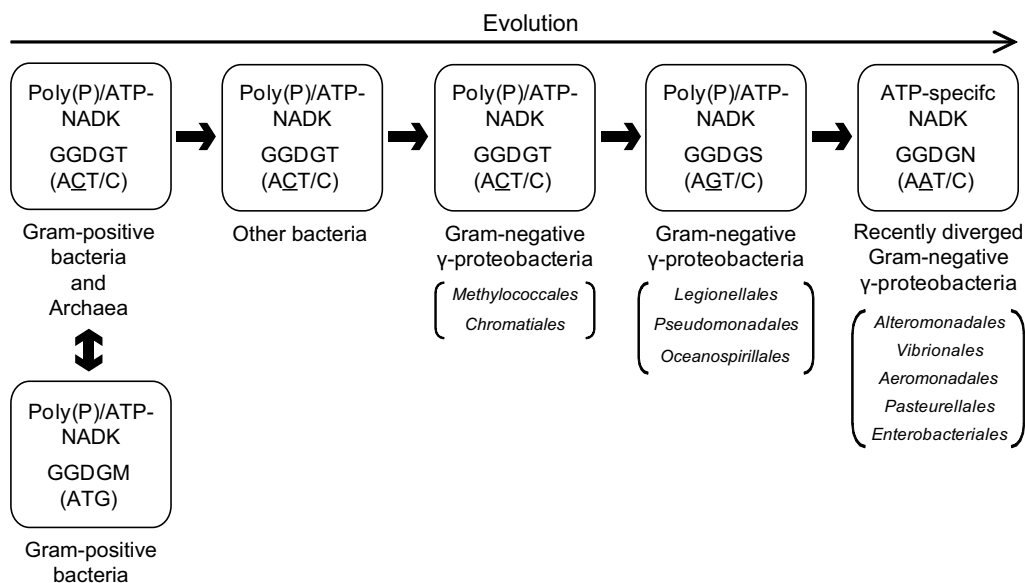 Evolution
Poly(P)/ATP-
NADK
GGDGT
(ACT/C)
Gram-positive
bacteria
and
Archaea
Poly(P)/ATP-
NADK
GGDGM
(ATG)
Gram-positive
bacteria
Poly(P)/ATP-
NADK
GGDGT
(ACT/C)
Other bacteria
Poly(P)/ATP-
NADK
GGDGT
(ACT/C)
Gram-negative
γ-proteobacteria
Methylococcales
Chromatiales
Poly(P)/ATP-
NADK
GGDGS
(AGT/C)
Gram-negative
γ-proteobacteria
Legionellales
Pseudomonadales
Oceanospirillales
ATP-specifc
NADK
GGDGN
(AAT/C)
Recently diverged
Gram-negative
γ-proteobacteria
Alteromonadales
Vibrionales
Aeromonadales
Pasteurellales
Enterobacteriales